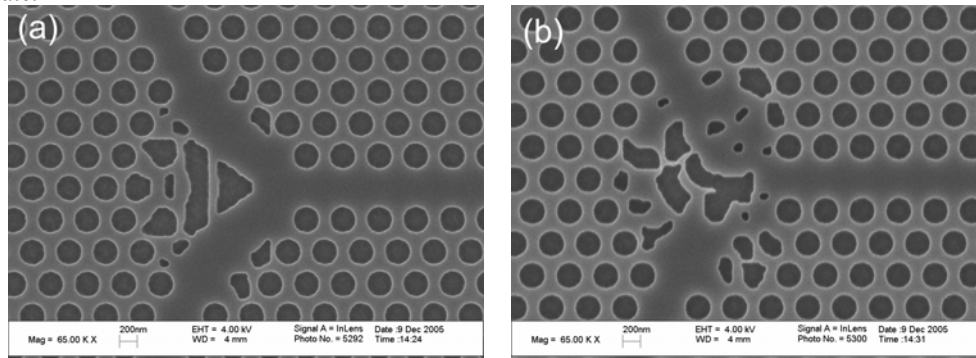 (a)
200nm
Mag = 65.00 K X
EHT = 4.00 kV
WD = 4 mm
Signal A = InLens
Photo No. = 5292
Date :9 Dec 2005
Time :14:24
(b)
200nm
Mag = 65.00 K X
EHT = 4.00 kV
WD = 4 mm
Signal A = InLens
Photo No. = 5300
Date :9 Dec 2005
Time :14:31